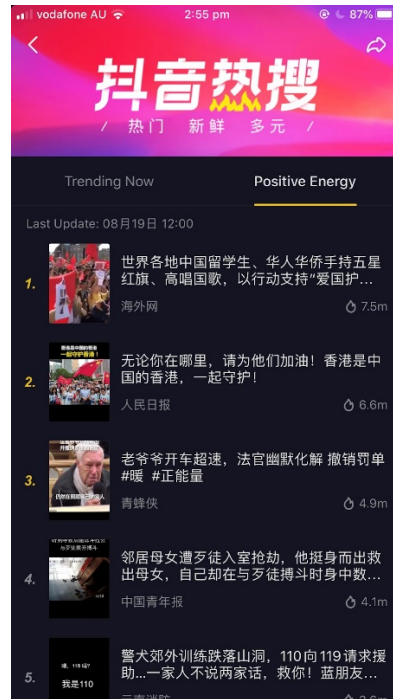 vodafone AU
2:55 pm
87%
抖音热搜
/ 热门 新鲜 多元 /
Trending Now
Positive Energy
Last Update: 08月19日 12:00
1.
世界各地中国留学生、华人华侨手持五星
红旗、高唱国歌，以行动支持“爱国护...
海外网
7.5m
2.
无论你在哪里，请为他们加油！香港是中
国的香港，一起守护！
人民日报
6.6m
3.
老爷爷开车超速，法官幽默化解 撤销罚单
#暖 #正能量
青蜂侠
4.9m
4.
邻居母女遭歹徒入室抢劫，他挺身而出救
出母女，自己却在与歹徒搏斗时身中数...
中国青年报
4.1m
5.
嗯，119吗？
我是110
警犬郊外训练跌落山洞，110向119请求援
助...一家人不说两家话，救你！蓝朋友...